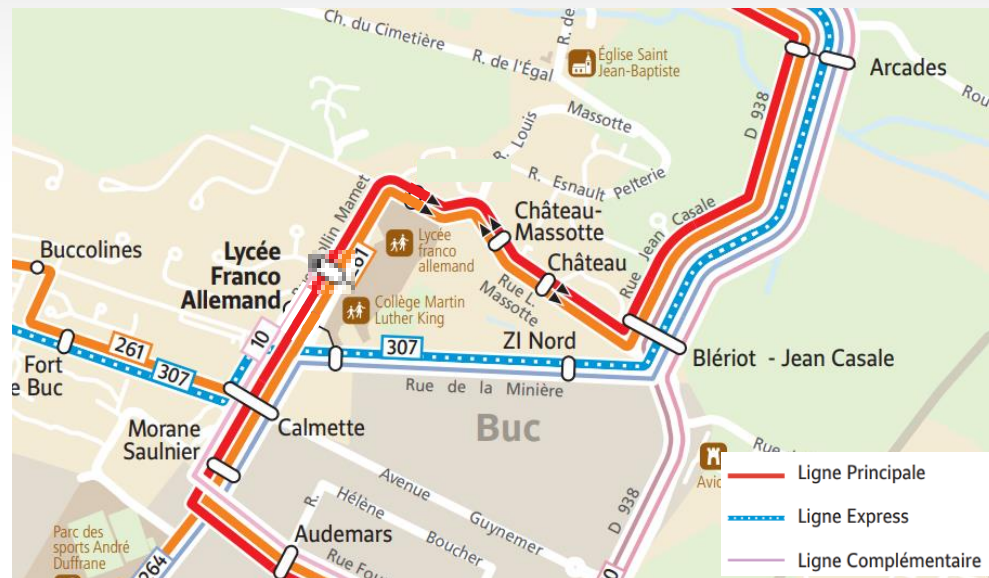 Ch. du Cimetière
R. de l'Égal
R. de
Église Saint
Jean-Baptiste
Arcades
D 938
R. Louis
Massotte
R. Esnault Pelterie
Mamet
Lycée
franco
allemand
Château-
Massotte
Château
Rue Jean Casale
Rue L.
Massotte
Buccolines
Lycée
Franco
Allemand
Collège Martin
Luther King
10
307
ZI Nord
Blériot - Jean Casale
261
307
Fort
e Buc
Rue de la Minière
Buc
Morane
Saulnier
Calmette
Avenue
Guynemer
R.
Hélène
Boucher
D 938
Parc des
sports André
Duffrane
264
Audemars
Ligne Principale
Ligne Express
Ligne Complémentaire